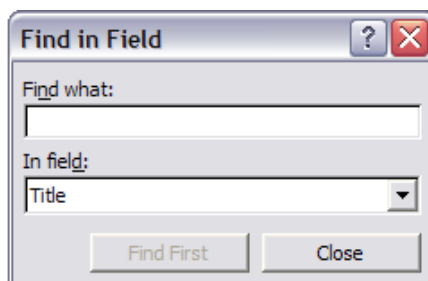 Find in Field
Find what:
In field:
Title
Find First
Close